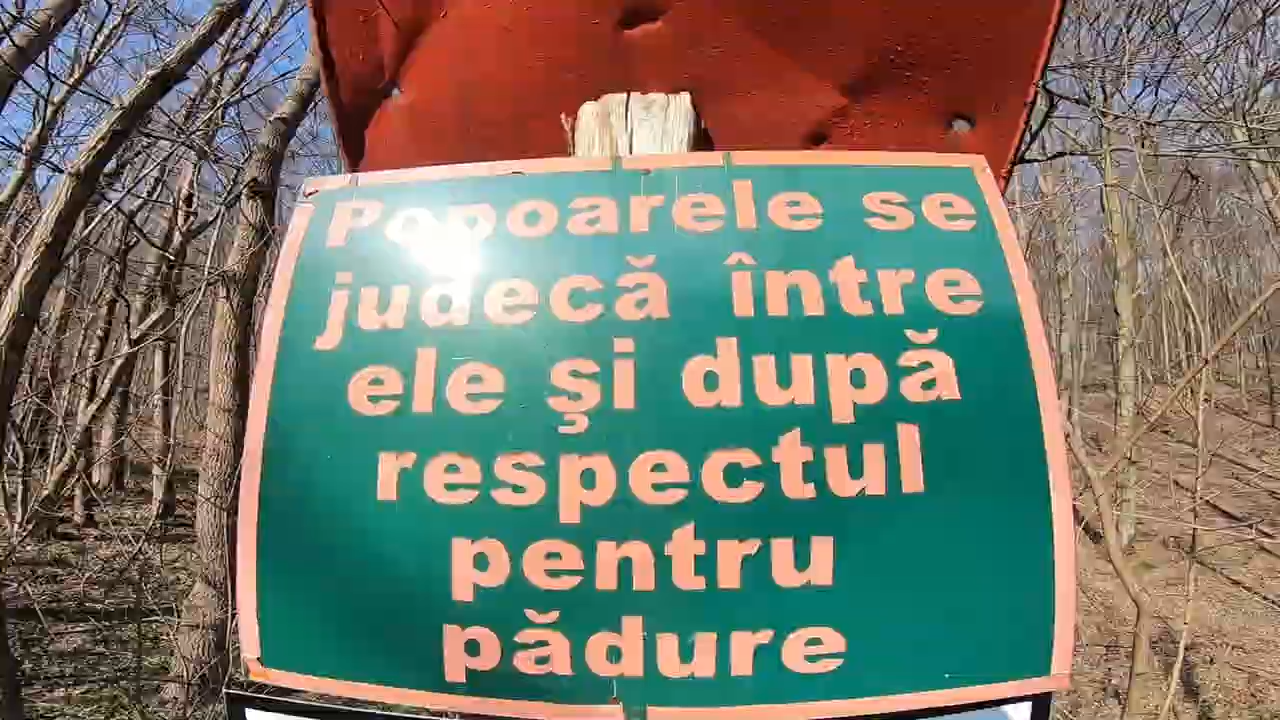 Popoarele se
judecă între
ele şi după
respectul
pentru
pădure